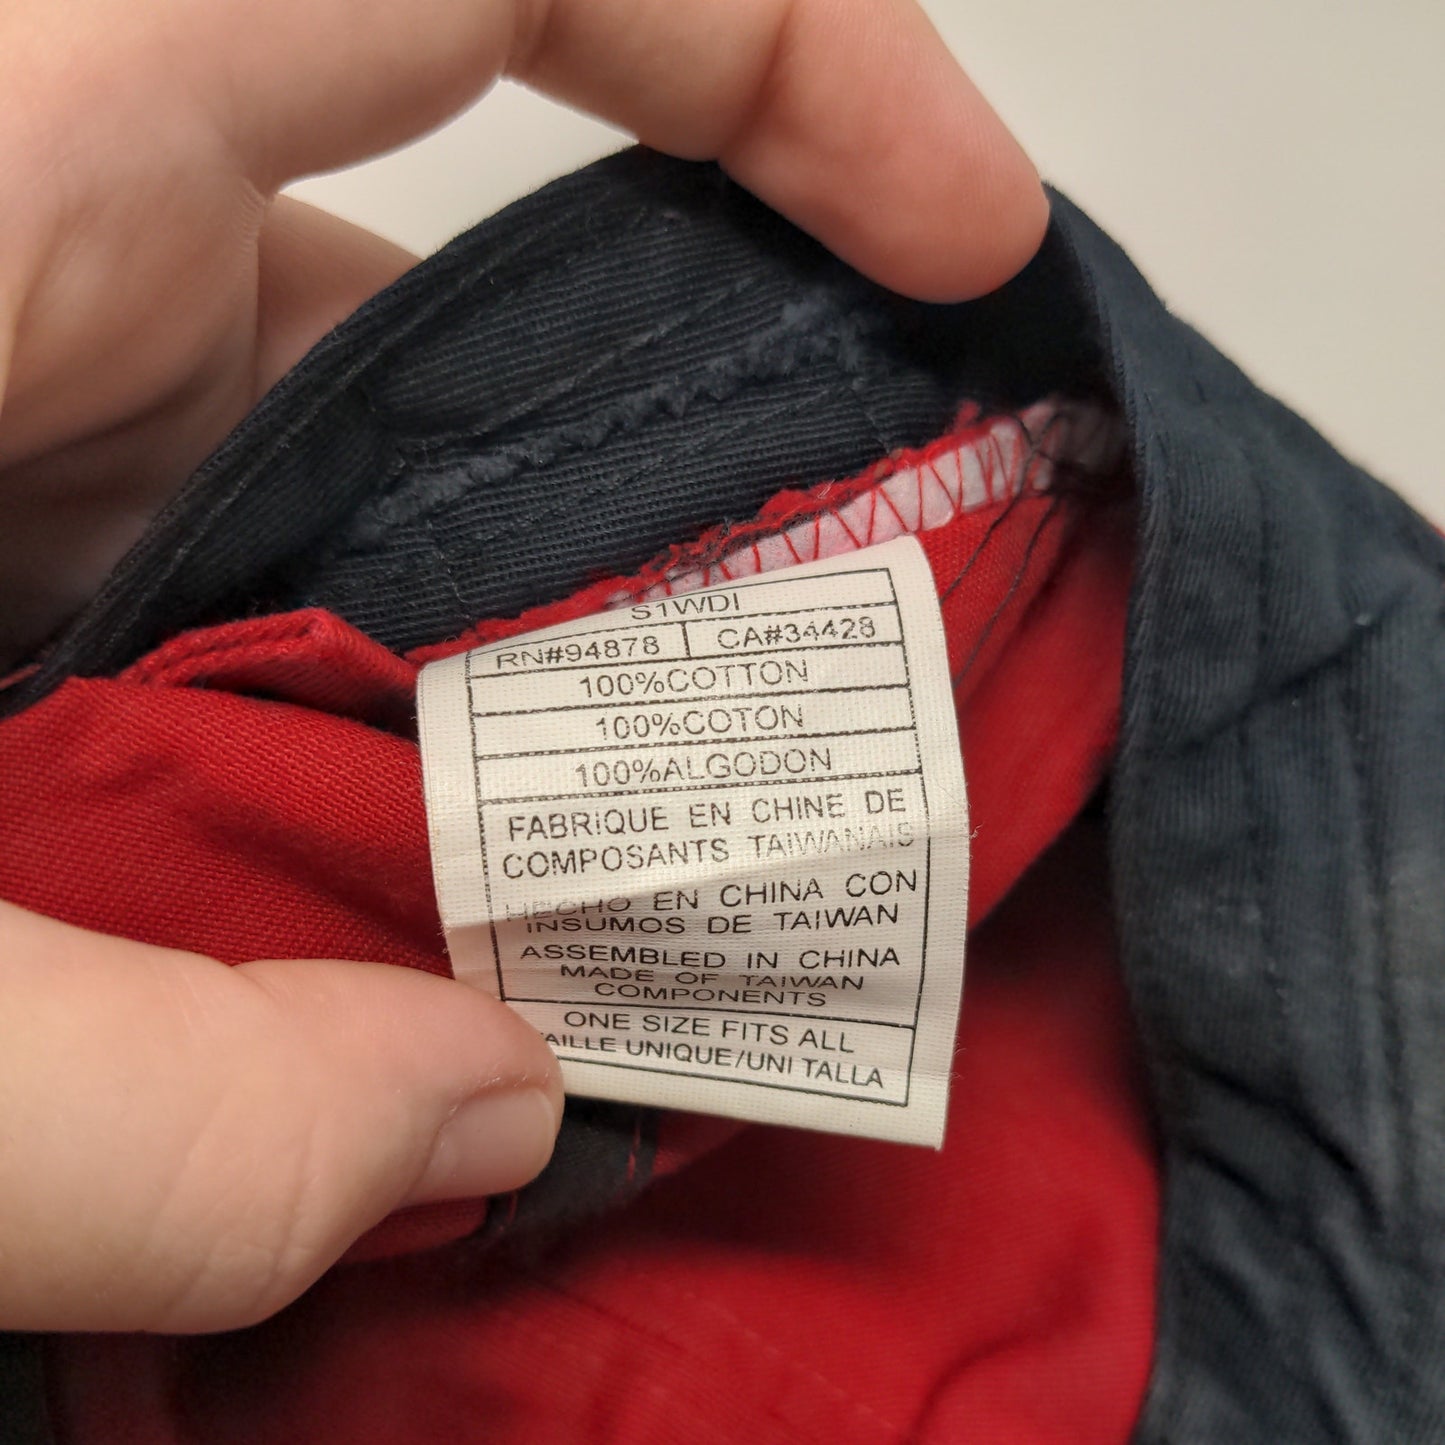 S1WDI
RN#94878 CA#34428
100%COTTON
100%COTON
100%ALGODON
FABRIQUE EN CHINE DE
COMPOSANTS TAIWANAIS
HECHO EN CHINA CON
INSUMOS DE TAIWAN
ASSEMBLED IN CHINA
MADE OF TAIWAN
COMPONENTS
ONE SIZE FITS ALL
AILLE UNIQUE/UNI TALLA